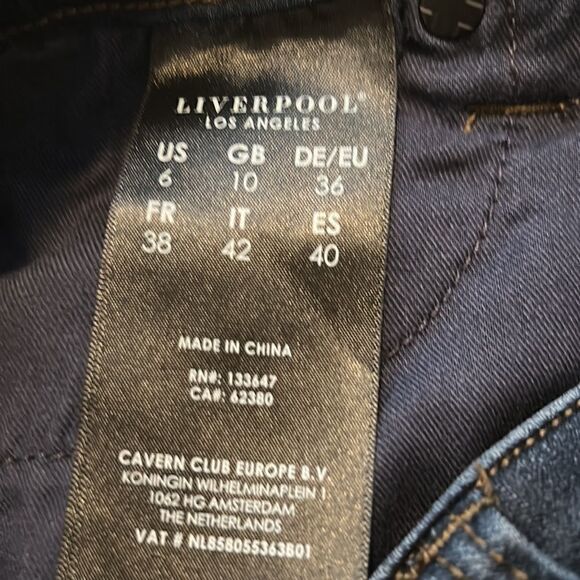 LIVERPOOL®
LOS ANGELES
US GB DE/EU
6 10 36
FR IT ES
38 42 40
MADE IN CHINA
RN#: 133647
CA#: 62380
CAVERN CLUB EUROPE B.V.
KONINGIN WILHELMINAPLEIN 1
1062 HG AMSTERDAM
THE NETHERLANDS
VAT # NL858055363B01